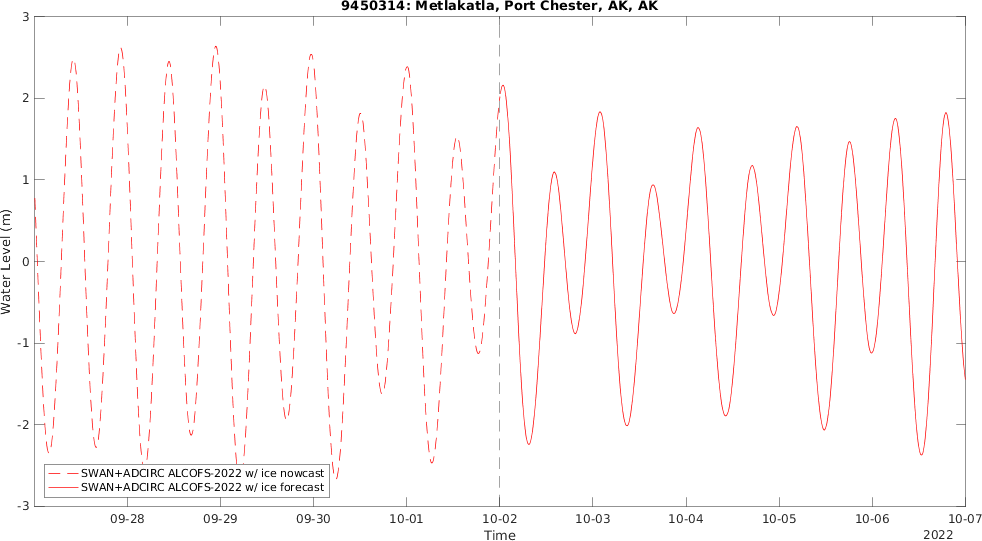 9450314: Metlakatla, Port Chester, AK, AK
Water Level (m)
3
2
1
0
-1
-2
-3
SWAN+ADCIRC ALCOFS-2022 w/ ice nowcast
SWAN+ADCIRC ALCOFS-2022 w/ ice forecast
09-28 09-29 09-30 10-01 10-02 10-03 10-04 10-05 10-06 10-07
Time
2022